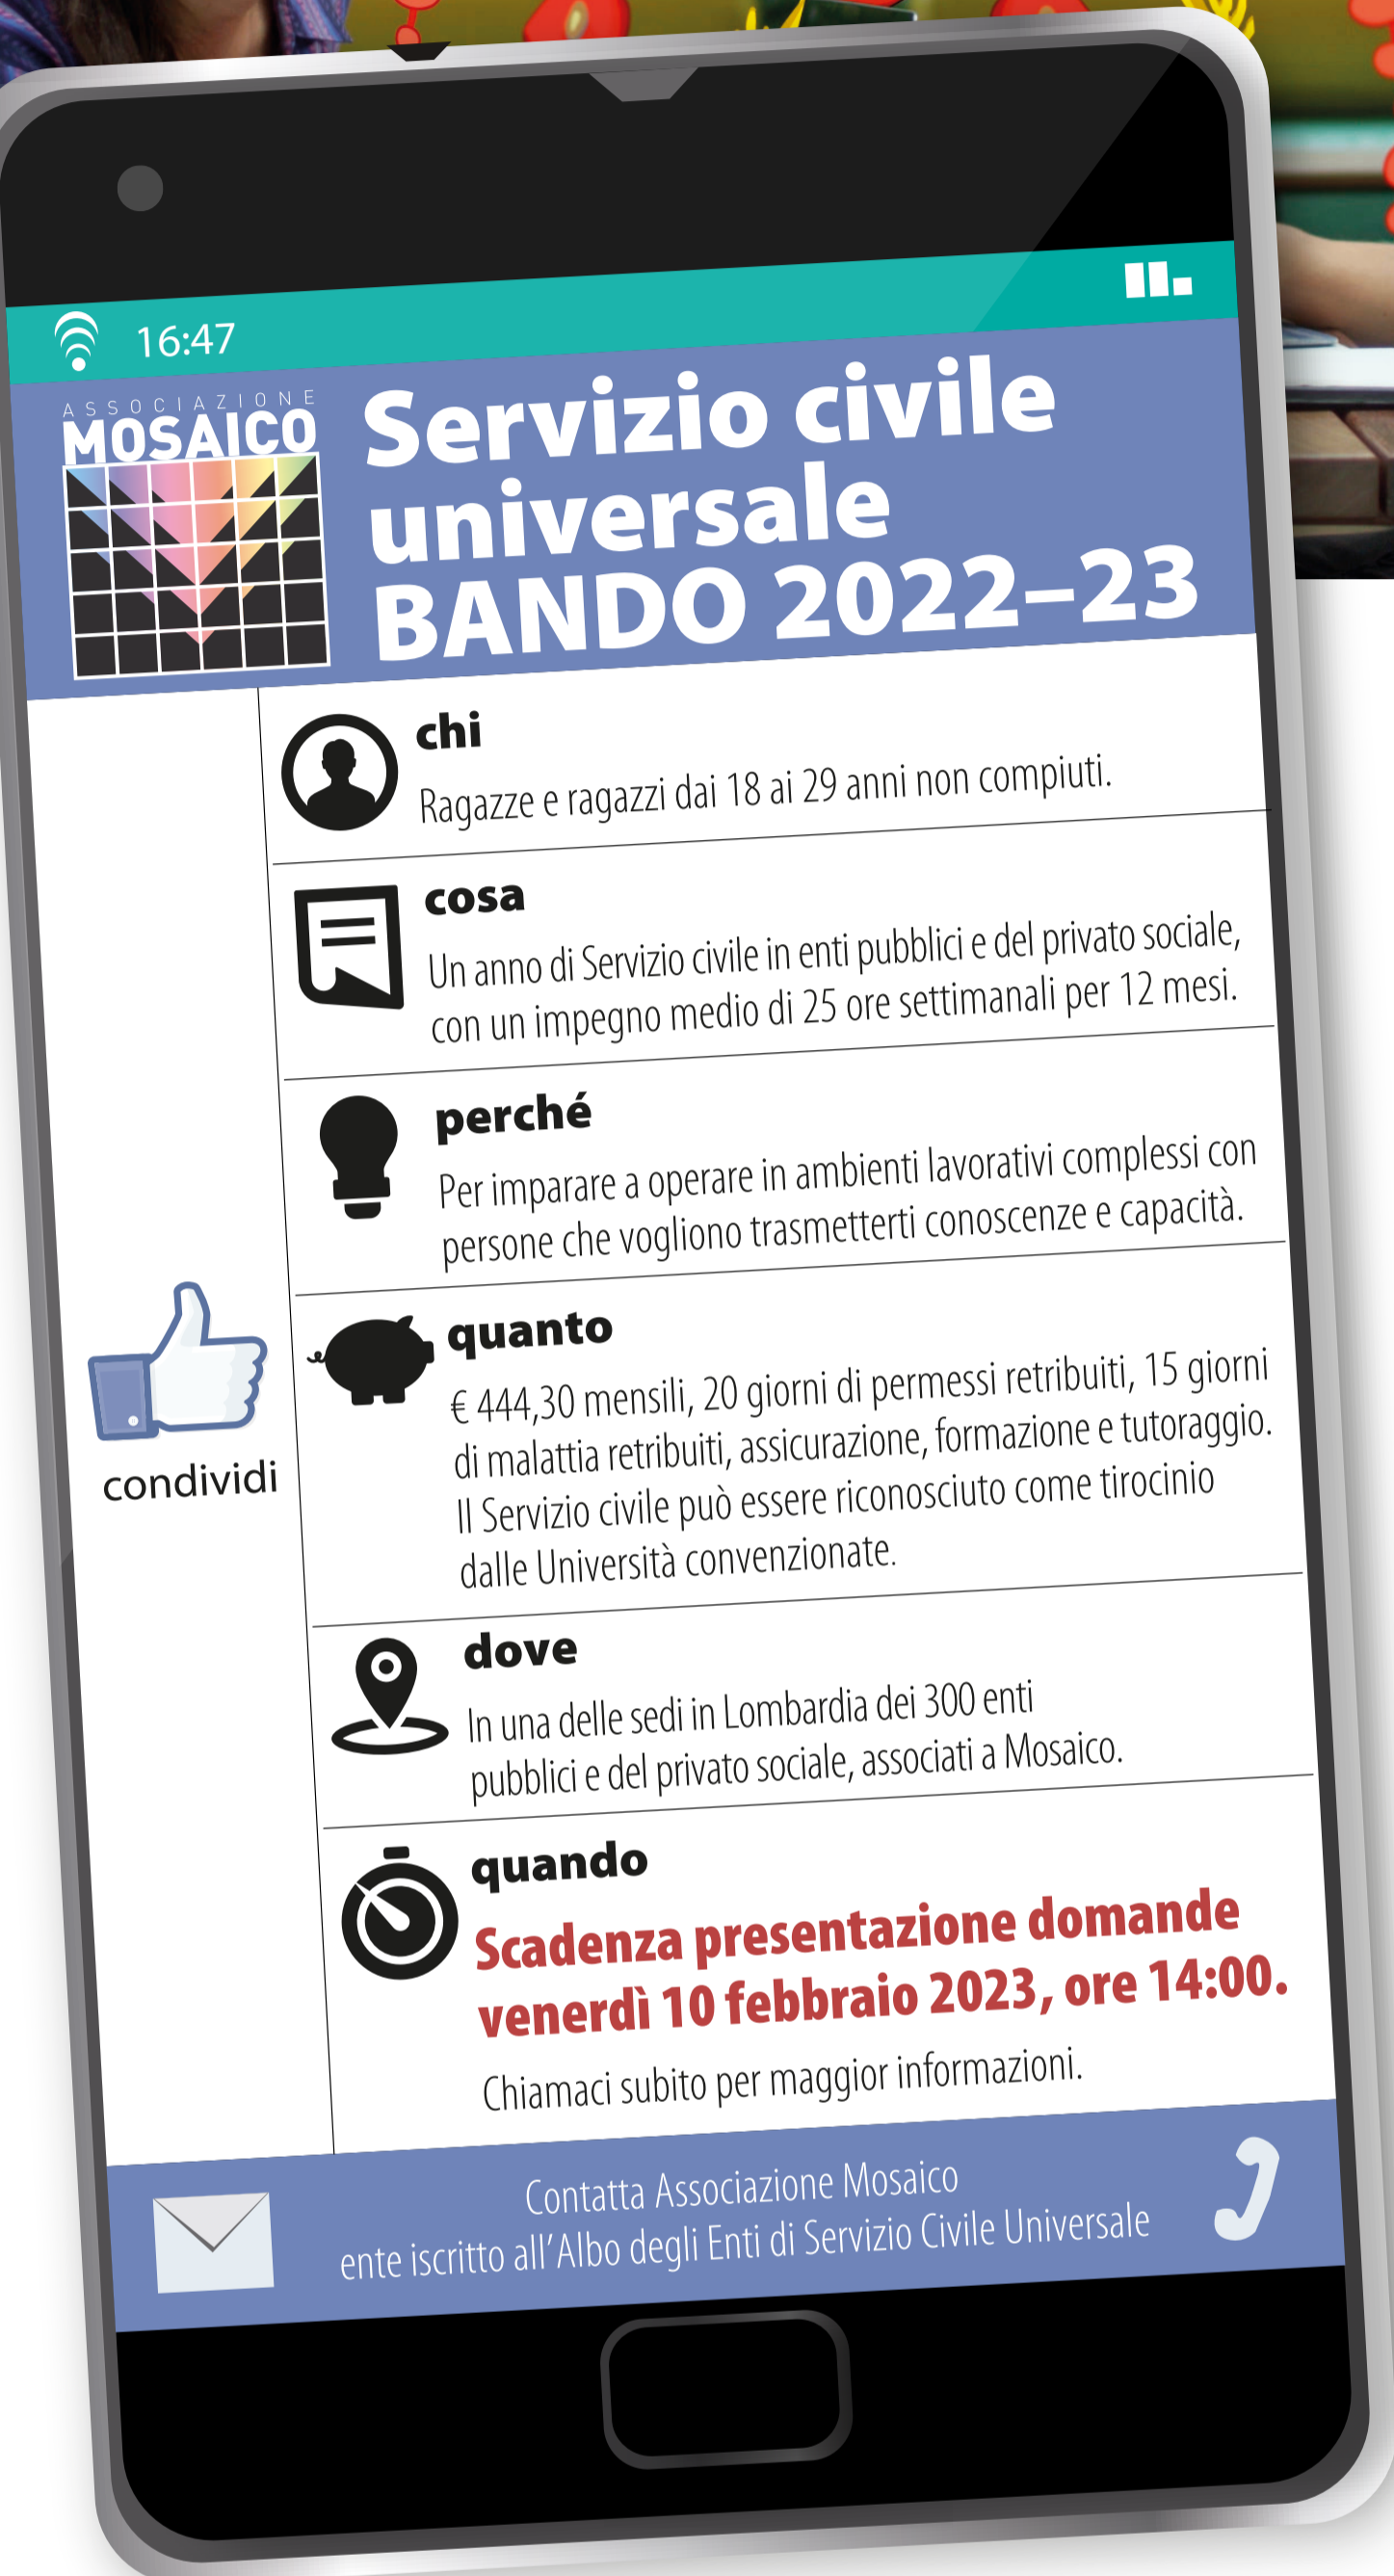 16:47
ASSOCIAZIONE
MOSAICO
Servizio civile
universale
BANDO 2022–23
chi
Ragazze e ragazzi dai 18 ai 29 anni non compiuti.
cosa
Un anno di Servizio civile in enti pubblici e del privato sociale,
con un impegno medio di 25 ore settimanali per 12 mesi.
perché
Per imparare a operare in ambienti lavorativi complessi con
persone che vogliono trasmetterti conoscenze e capacità.
condividi
quanto
€ 444,30 mensili, 20 giorni di permessi retribuiti, 15 giorni
di malattia retribuiti, assicurazione, formazione e tutoraggio.
Il Servizio civile può essere riconosciuto come tirocinio
dalle Università convenzionate.
dove
In una delle sedi in Lombardia dei 300 enti
pubblici e del privato sociale, associati a Mosaico.
quando
Scadenza presentazione domande
venerdì 10 febbraio 2023, ore 14:00.
Chiamaci subito per maggior informazioni.
Contatta Associazione Mosaico
ente iscritto all’Albo degli Enti di Servizio Civile Universale